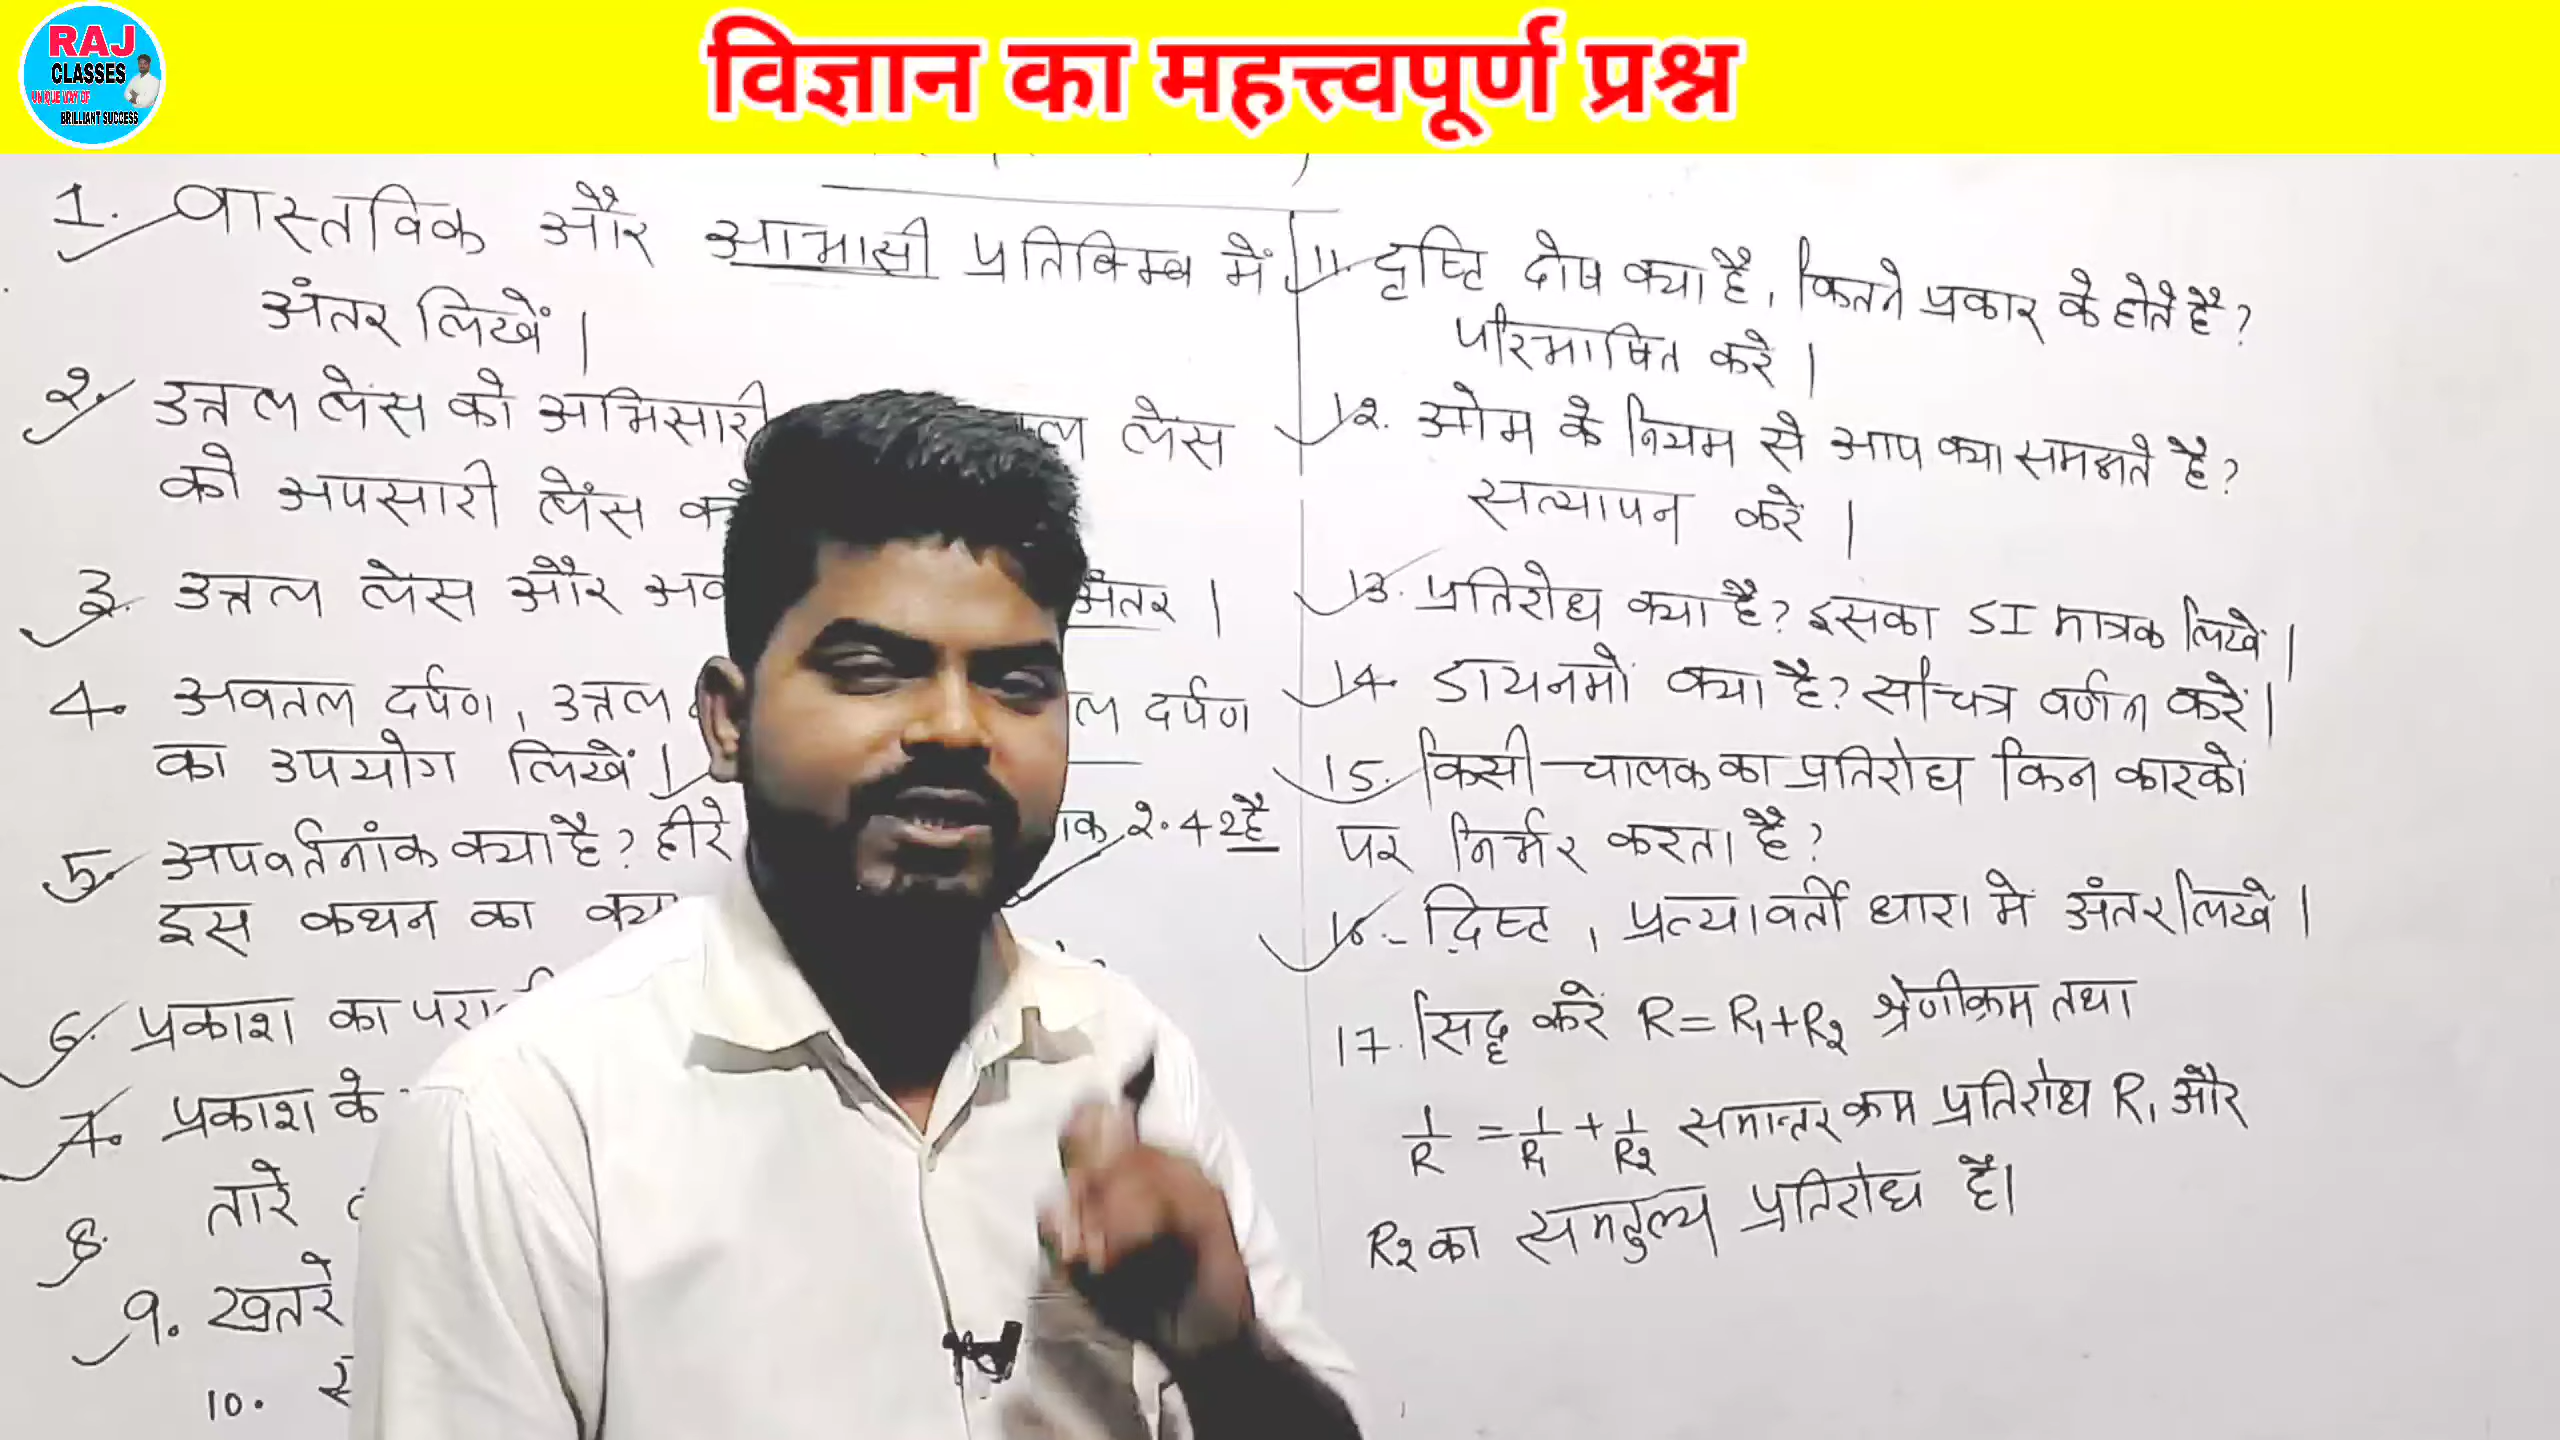 RAJ
CLASSES
UNIQUE WAY OF
BRILLIANT SUCCESS
विज्ञान का महत्त्वपूर्ण प्रश्न
1. वास्तविक और आभासी प्रतिबिम्ब में
अंतर लिखें |
2. उत्तल लेंस को अभिसारी लेंस
को अपसारी लेंस
3. उत्तल लेंस और अंतर |
4. अवतल दर्पण, उत्तल दर्पण
का उपयोग लिखें |
5. अपवर्तनांक क्या है? हीरे 2.42 है
इस कथन का
6. प्रकाश का
7. प्रकाश के
8. तारे
9. खतरे
10.
11. दृष्टि दोष क्या है, कितने प्रकार के होते है?
परिभाषित करे |
12. ओम के नियम से आप क्या समझते है?
सत्यापन करें |
13. प्रतिरोध क्या है? इसका SI मात्रक लिखें |
14. डायनमो क्या है? सचित्र वर्णन करें |
15. किसी चालक का प्रतिरोध किन कारको
पर निर्भर करता है?
16. दिष्ट, प्रत्यावर्ती धारा मे अंतर लिखें |
17. सिद्ध करें R = R₁+R₂ श्रेणीक्रम तथा
1/R = 1/R₁ + 1/R₂ समान्तर क्रम प्रतिरोध R₁ और
R₂ का समतुल्य प्रतिरोध है।